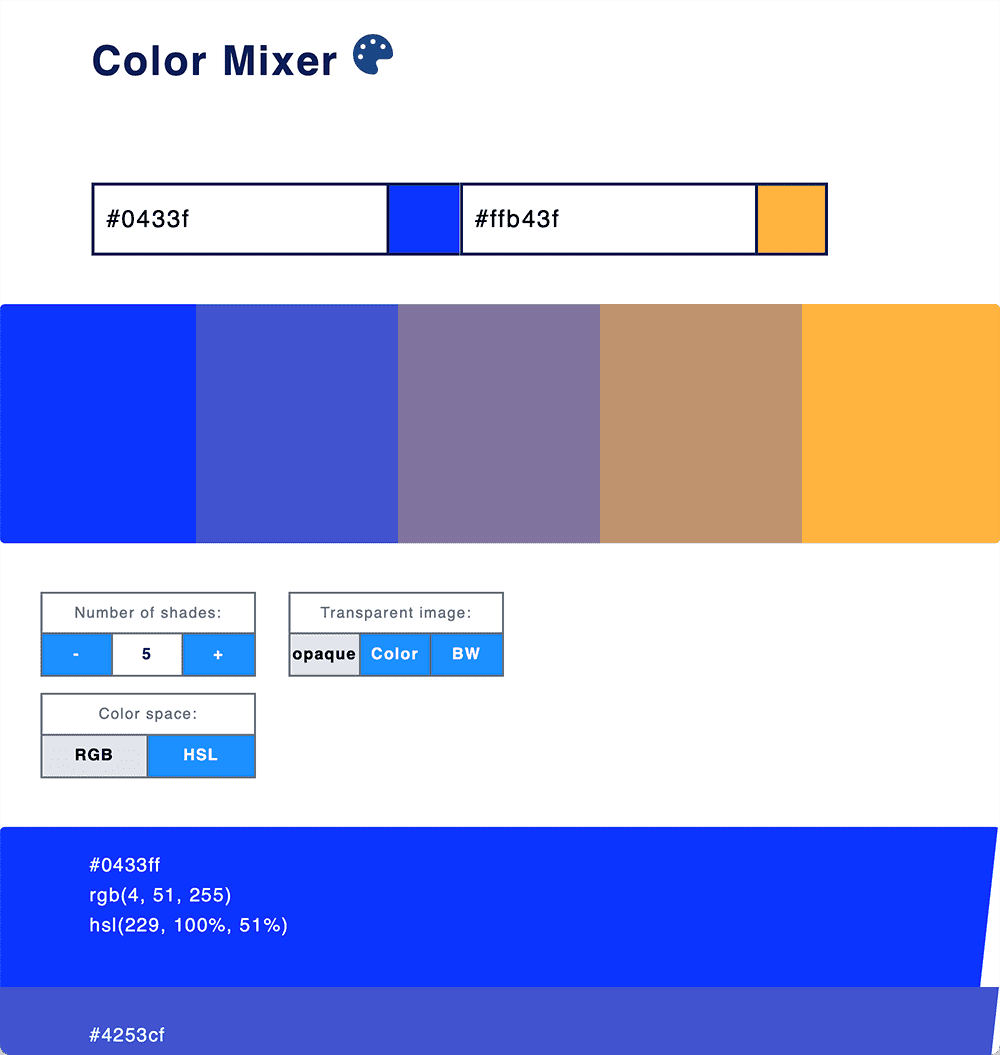 Color Mixer
#0433f #ffb43f
Number of shades: Transparent image:
- 5 + opaque Color BW
Color space:
RGB HSL
#0433ff
rgb(4, 51, 255)
hsl(229, 100%, 51%)
#4253cf